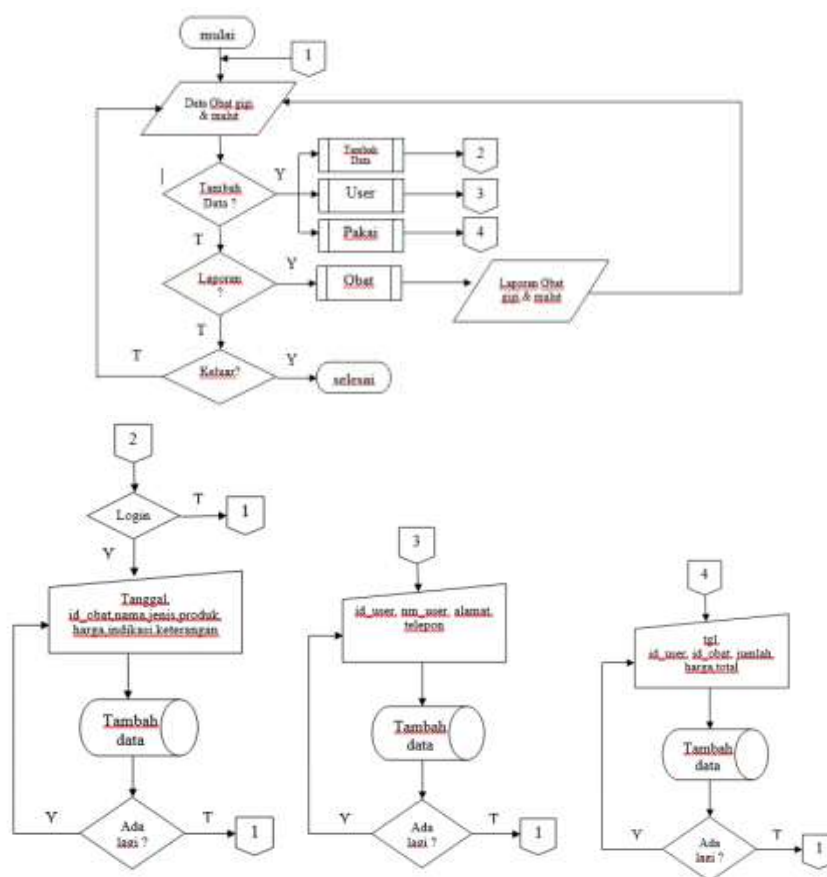 mulai
1
Data Obat gigi
& mulut
Tambah
Data ?
Y
Tambah
Data
2
User
3
Pakai
4
T
Laporan
?
Y
Obat
Laporan Obat
gigi & mulut
T
T
Keluar?
Y
selesai
2
Login
T
1
Y
Tanggal,
id_obat,nama,jenis,produk,
harga,indikasi,keterangan
Tambah
data
Y
Ada
lagi ?
T
1
3
id_user, nm_user, alamat,
telepon
Tambah
data
Y
Ada
lagi ?
T
1
4
tgl,
id_user, id_obat, jumlah,
harga,total
Tambah
data
Y
Ada
lagi ?
T
1